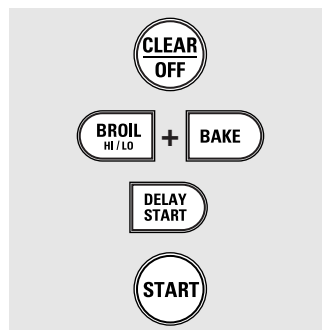 CLEAR
OFF
BROIL + BAKE
HI / LO
DELAY
START
START